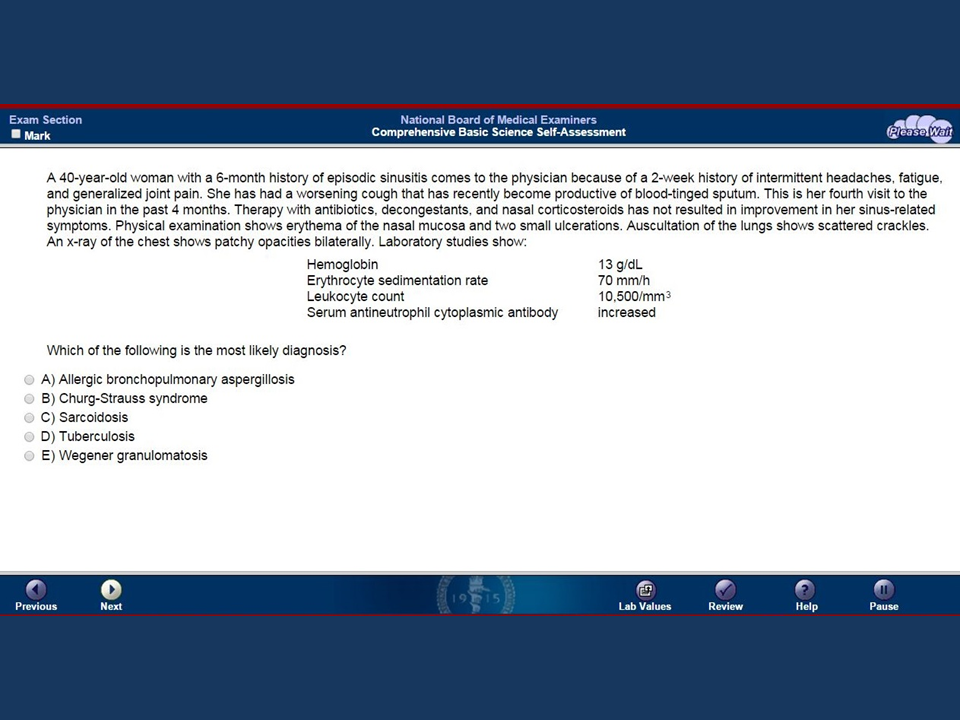 Exam Section
Mark
National Board of Medical Examiners
Comprehensive Basic Science Self-Assessment
Please Wait
A 40-year-old woman with a 6-month history of episodic sinusitis comes to the physician because of a 2-week history of intermittent headaches, fatigue,
and generalized joint pain. She has had a worsening cough that has recently become productive of blood-tinged sputum. This is her fourth visit to the
physician in the past 4 months. Therapy with antibiotics, decongestants, and nasal corticosteroids has not resulted in improvement in her sinus-related
symptoms. Physical examination shows erythema of the nasal mucosa and two small ulcerations. Auscultation of the lungs shows scattered crackles.
An x-ray of the chest shows patchy opacities bilaterally. Laboratory studies show:
Hemoglobin 13 g/dL
Erythrocyte sedimentation rate 70 mm/h
Leukocyte count 10,500/mm³
Serum antineutrophil cytoplasmic antibody increased
Which of the following is the most likely diagnosis?
A) Allergic bronchopulmonary aspergillosis
B) Churg-Strauss syndrome
C) Sarcoidosis
D) Tuberculosis
E) Wegener granulomatosis
1915
Previous Next Lab Values Review Help Pause